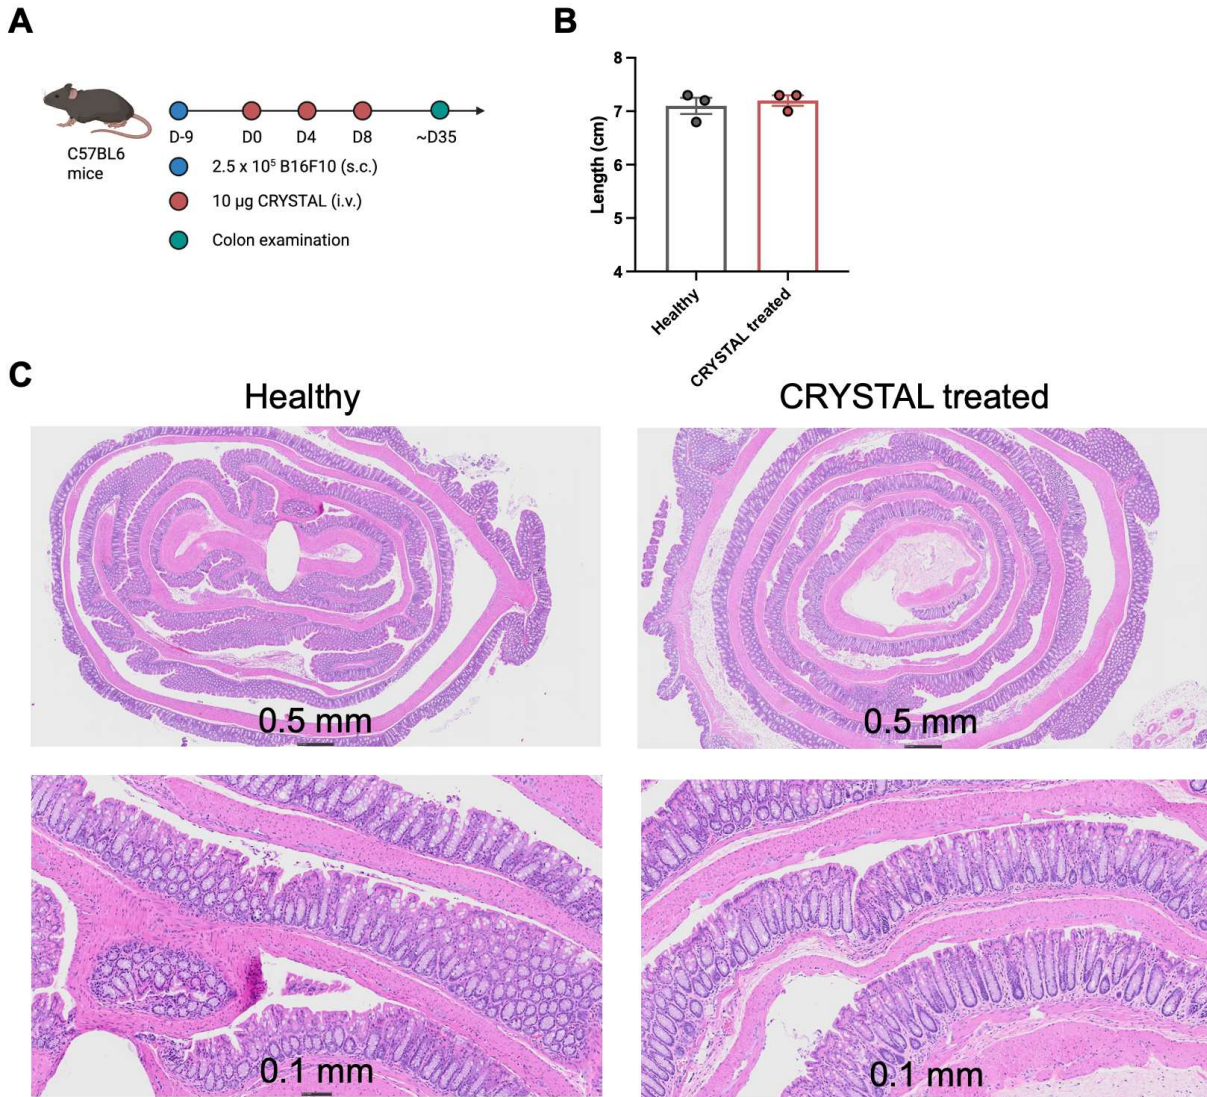 A
C57BL6
mice
D-9 D0 D4 D8 ~D35
2.5 x 10⁵ B16F10 (s.c.)
10 µg CRYSTAL (i.v.)
Colon examination
B
Length (cm)
8
7
6
5
4
Healthy
CRYSTAL treated
C
Healthy CRYSTAL treated
0.5 mm 0.5 mm
0.1 mm 0.1 mm